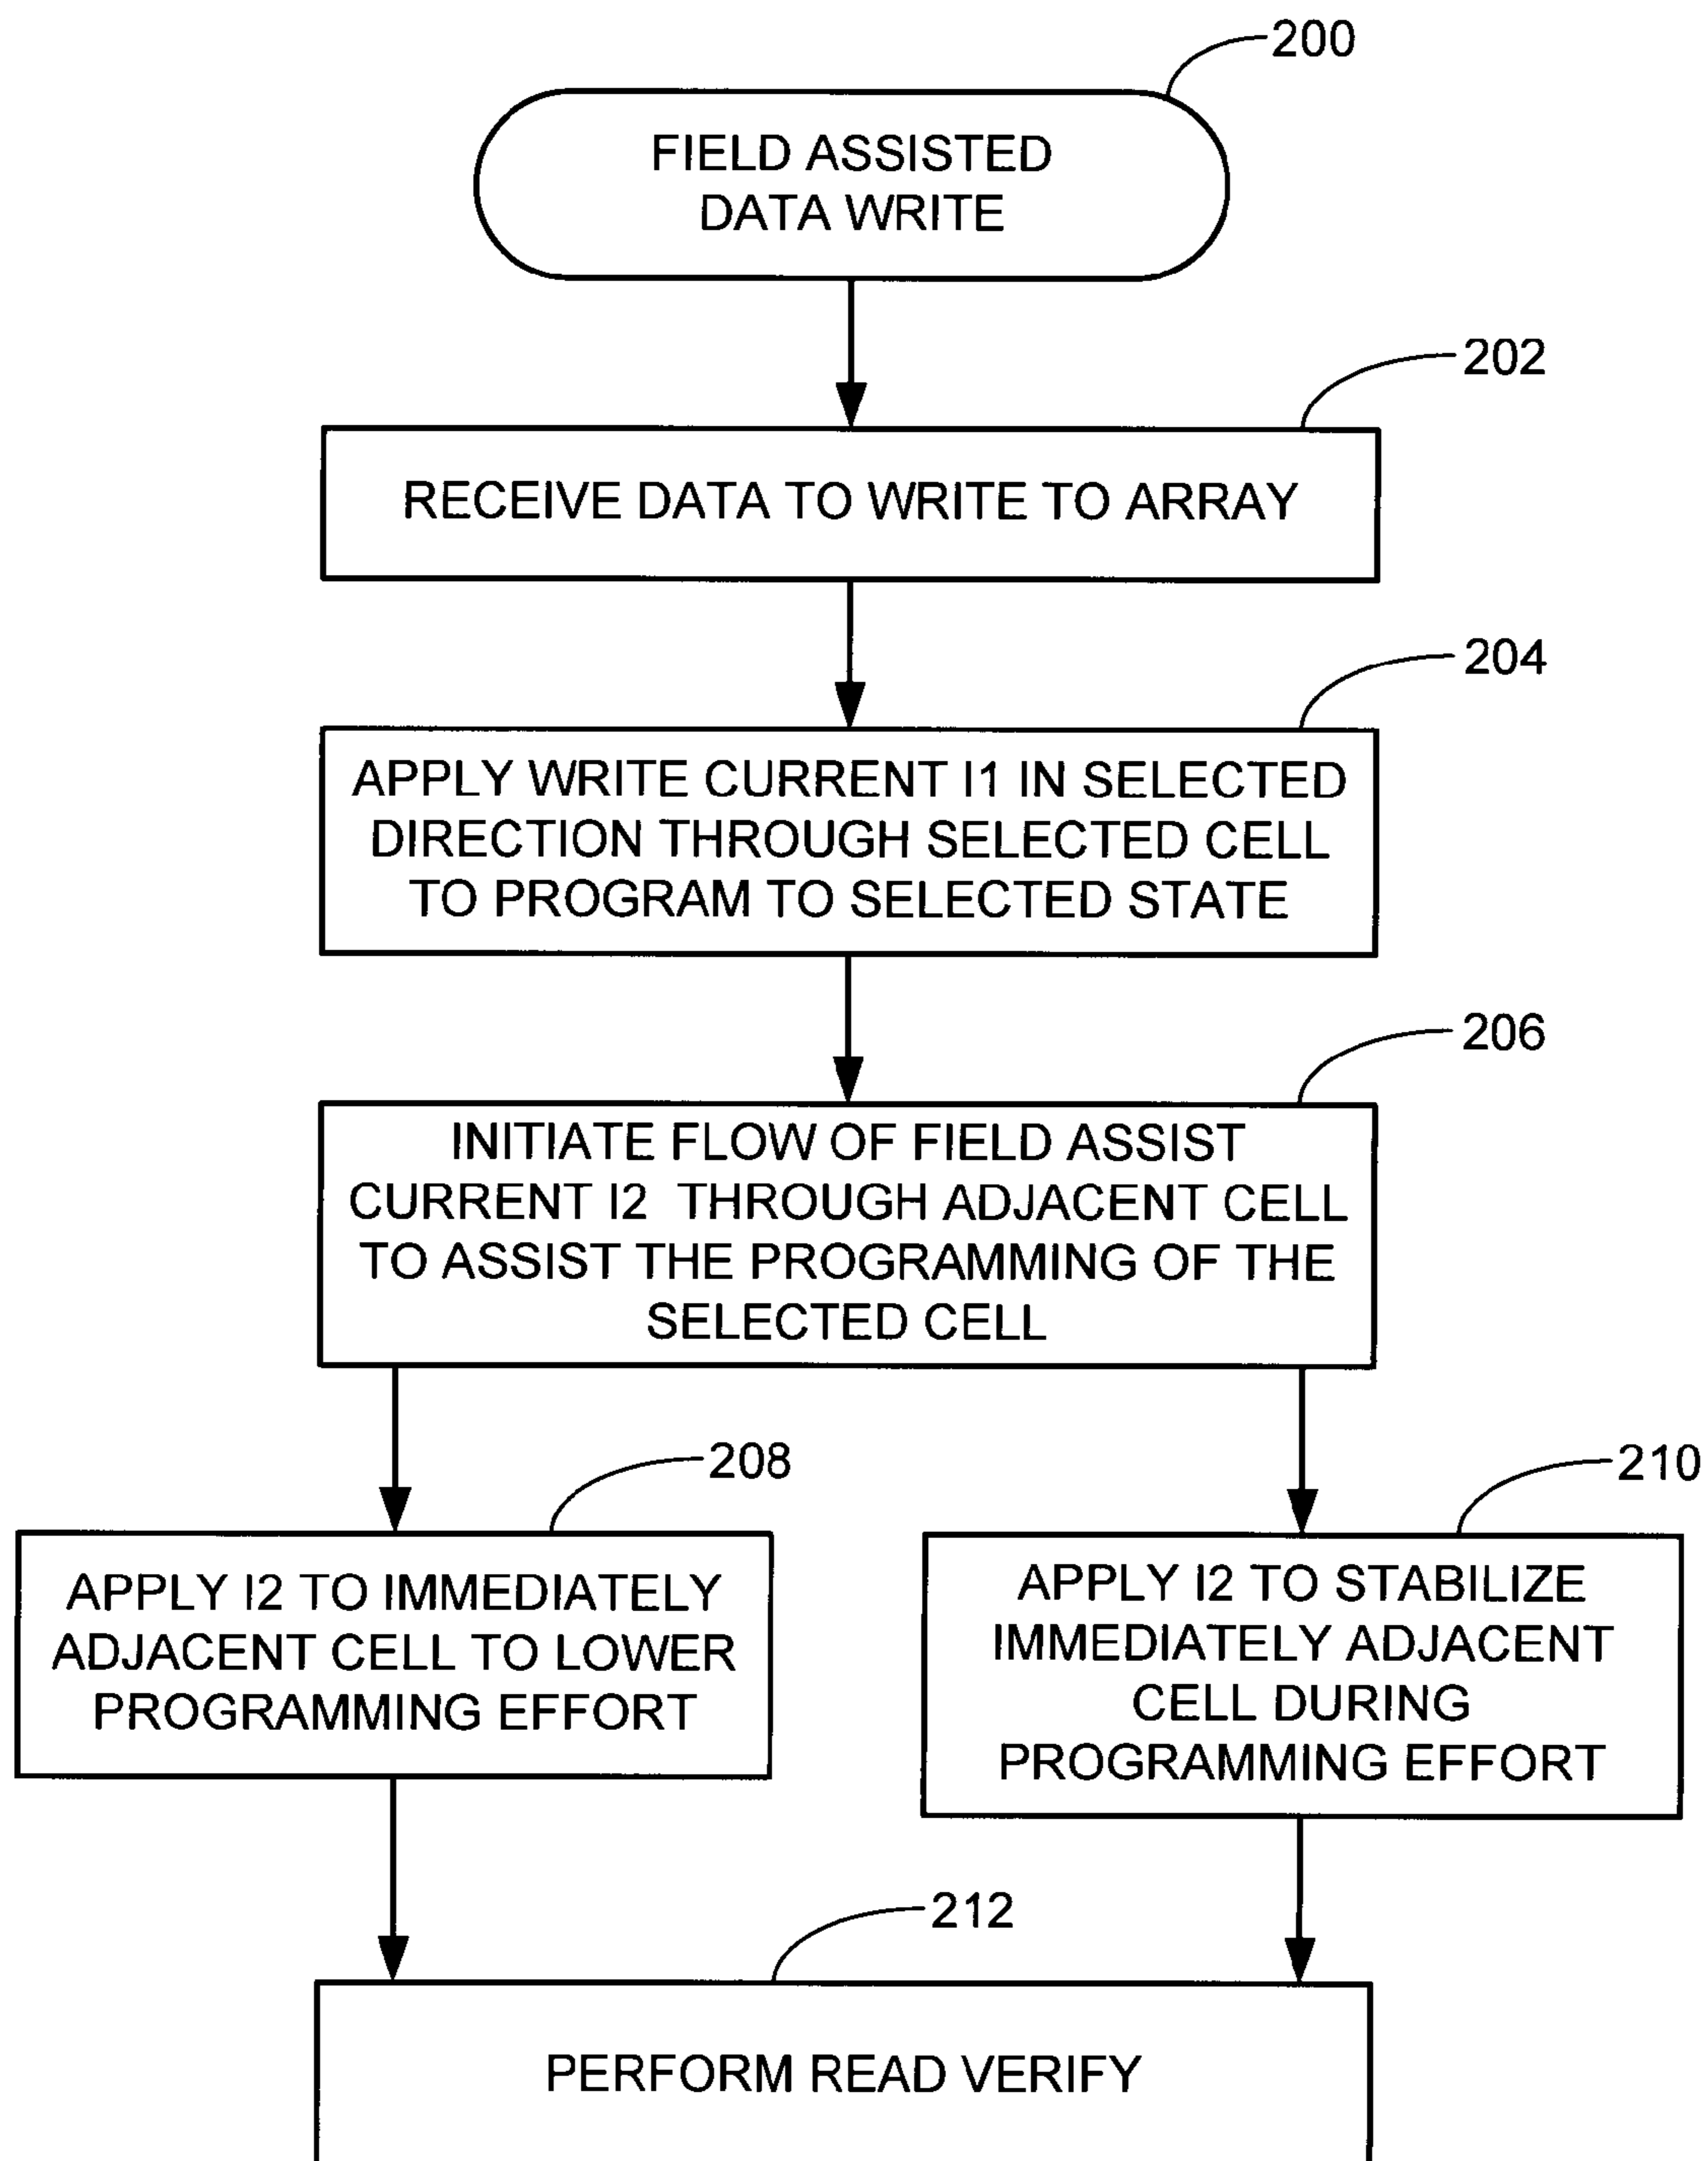 200
FIELD ASSISTED
DATA WRITE
202
RECEIVE DATA TO WRITE TO ARRAY
204
APPLY WRITE CURRENT I1 IN SELECTED
DIRECTION THROUGH SELECTED CELL
TO PROGRAM TO SELECTED STATE
206
INITIATE FLOW OF FIELD ASSIST
CURRENT I2 THROUGH ADJACENT CELL
TO ASSIST THE PROGRAMMING OF THE
SELECTED CELL
208
APPLY I2 TO IMMEDIATELY
ADJACENT CELL TO LOWER
PROGRAMMING EFFORT
210
APPLY I2 TO STABILIZE
IMMEDIATELY ADJACENT
CELL DURING
PROGRAMMING EFFORT
212
PERFORM READ VERIFY